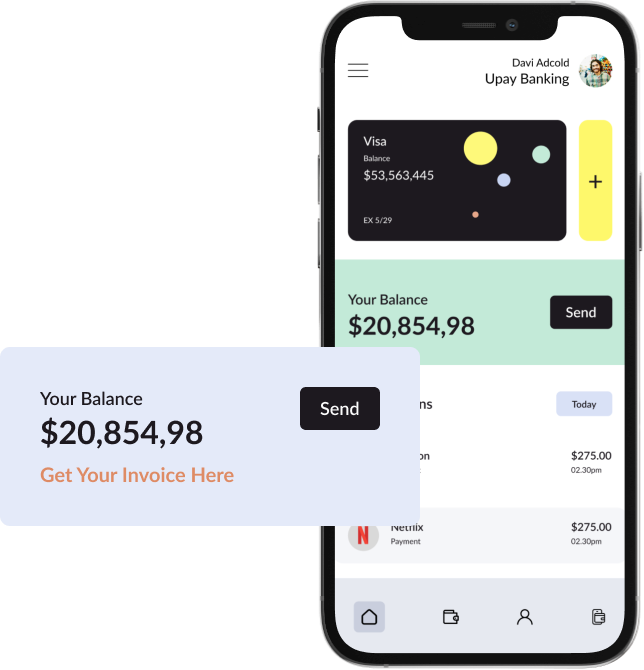 Davi Adcold
Upay Banking
Visa
Balance
$53,563,445
EX 5/29
+
Your Balance
$20,854,98
Send
Your Balance
$20,854,98
Send
Get Your Invoice Here
ns
Today
on
$275.00
02.30pm
Netflix
Payment
$275.00
02.30pm